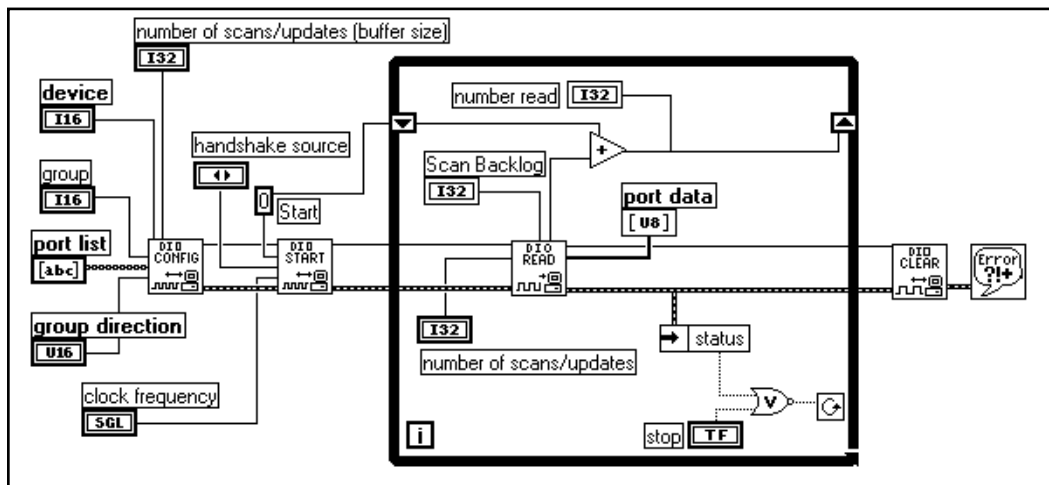 number of scans/updates (buffer size)
I32
device
I16
number read
I32
handshake source
group
I16
Scan Backlog
I32
0
Start
port data
[U8]
port list
[abc]
DIO
CONFIG
DIO
START
DIO
READ
DIO
CLEAR
Error
?!+
group direction
U16
I32
number of scans/updates
status
clock frequency
SGL
V
i
stop
TF